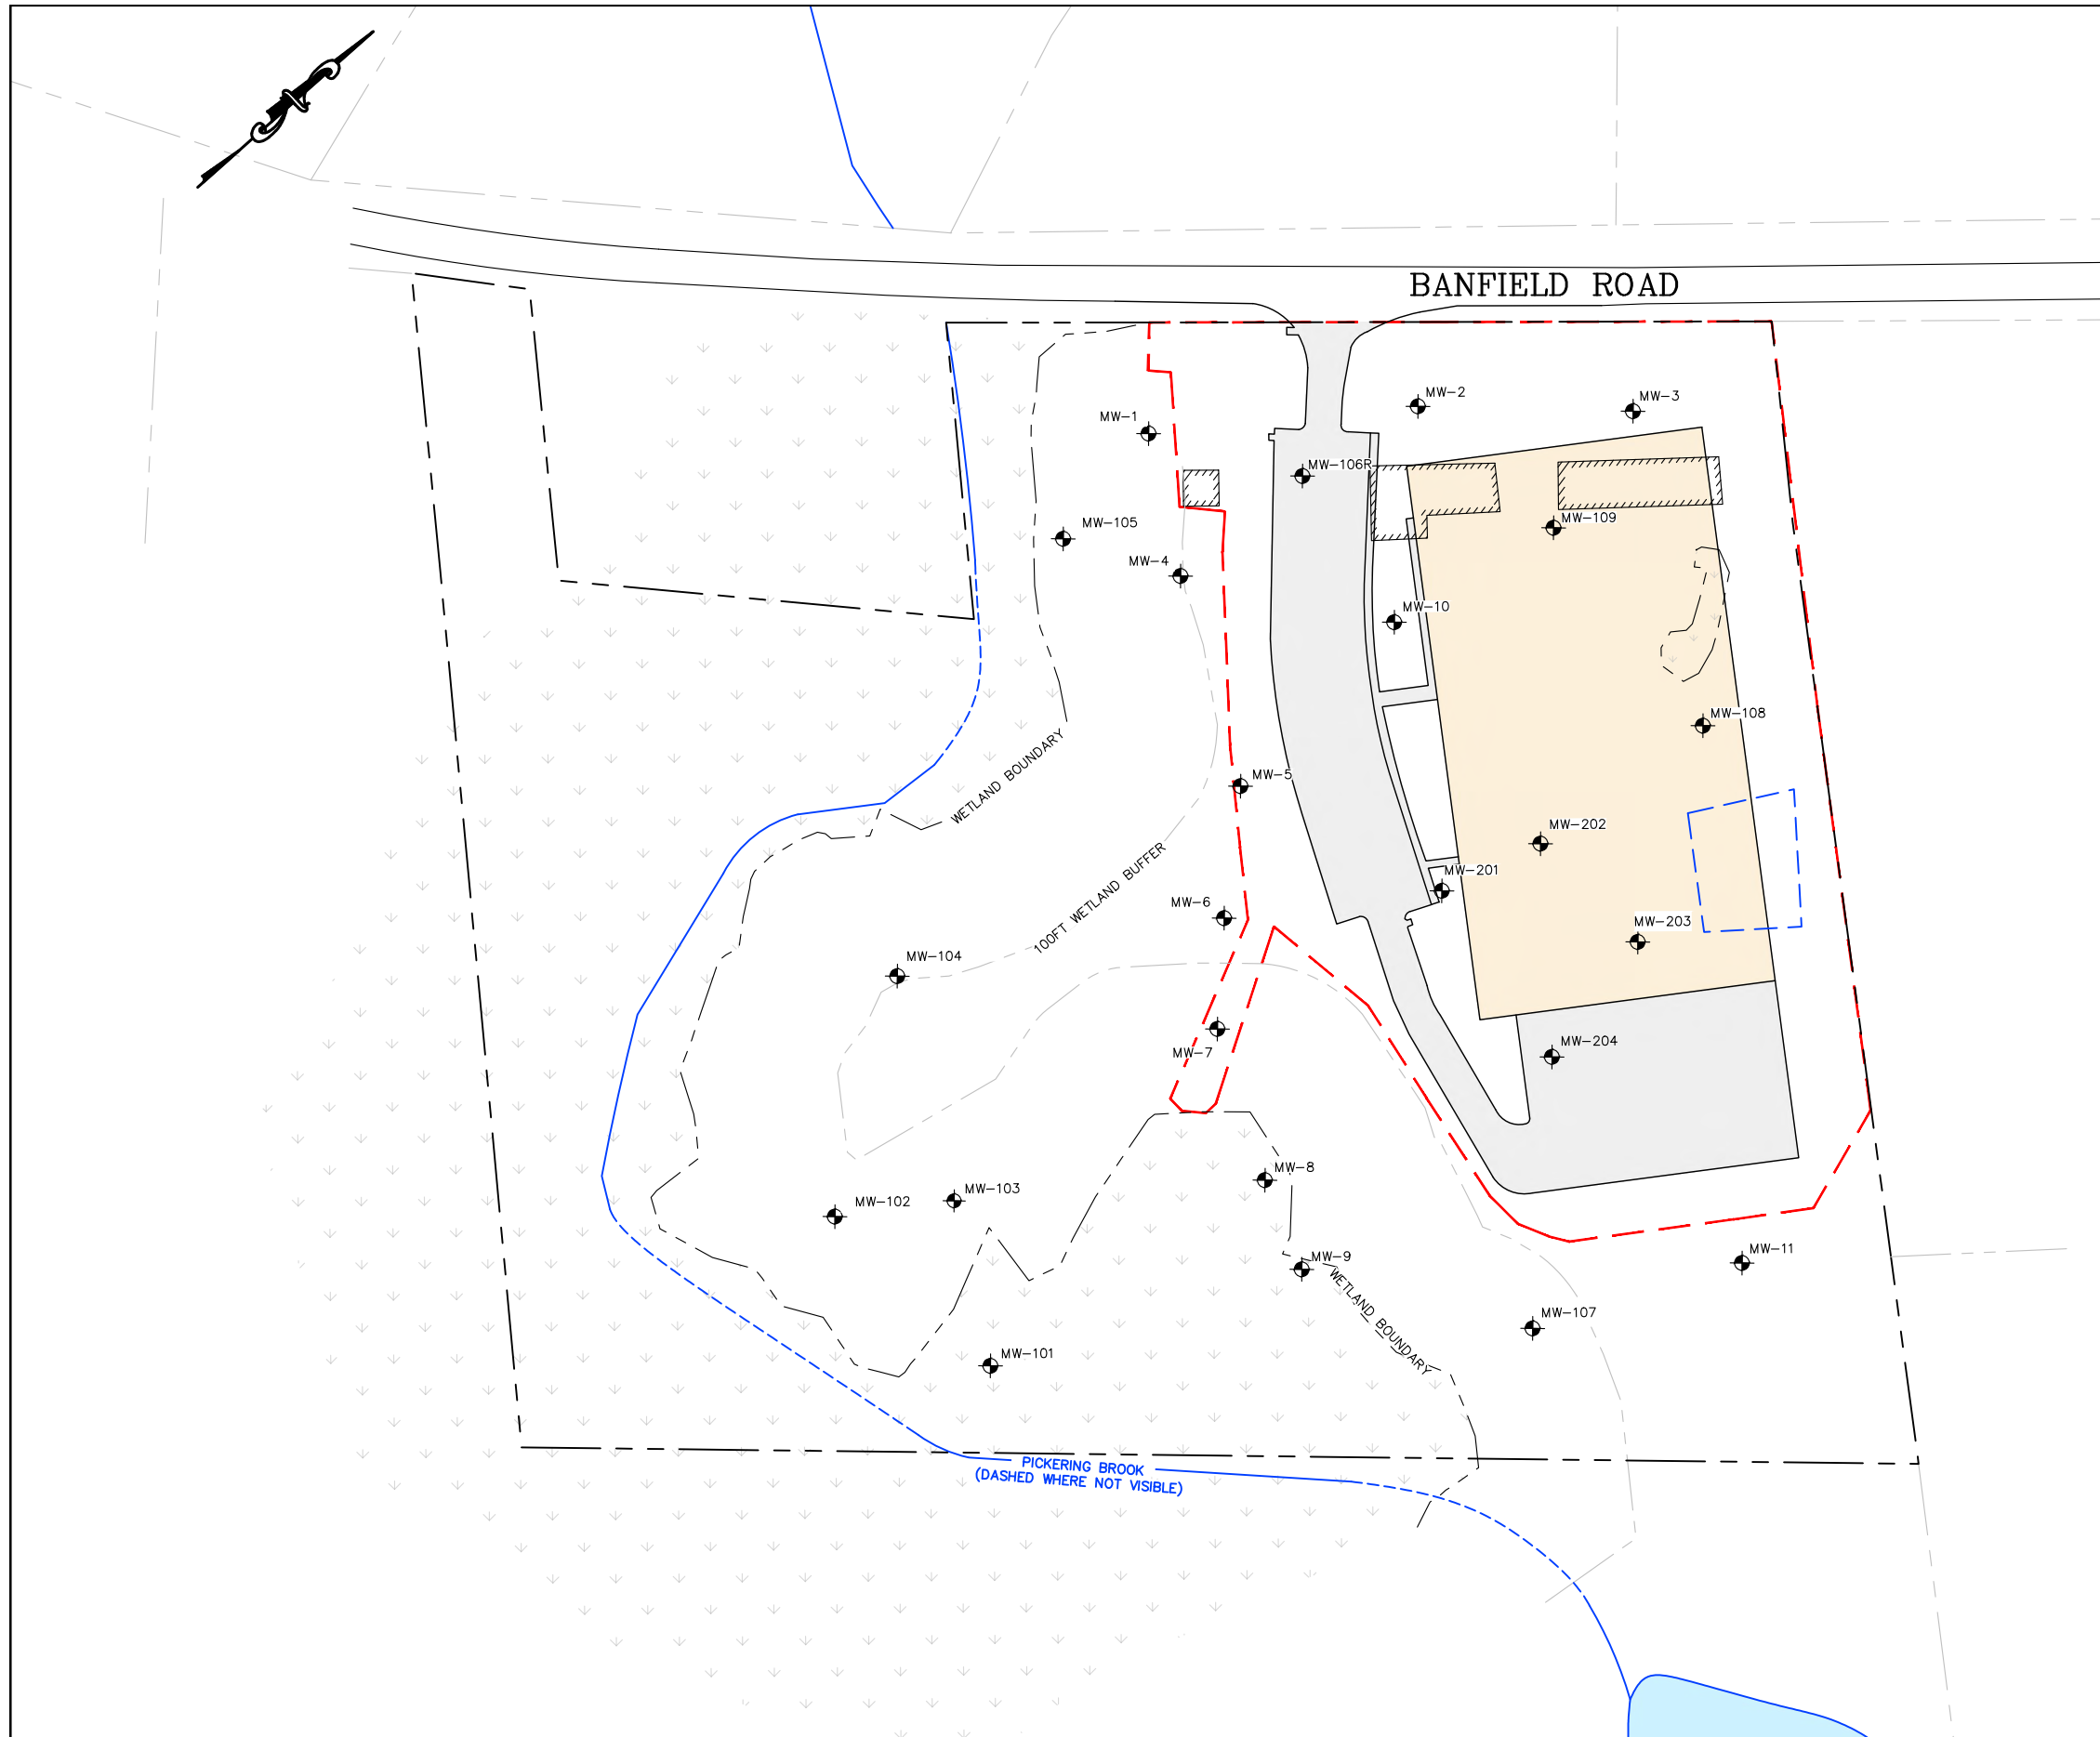 N
BANFIELD ROAD
MW-2
MW-3
MW-1
MW-106R
MW-109
MW-105
MW-4
MW-10
MW-108
WETLAND BOUNDARY
MW-5
MW-202
MW-201
100FT WETLAND BUFFER
MW-6
MW-203
MW-104
MW-7
MW-204
MW-8
MW-103
MW-102
MW-9
MW-11
WETLAND BOUNDARY
MW-107
MW-101
PICKERING BROOK
(DASHED WHERE NOT VISIBLE)